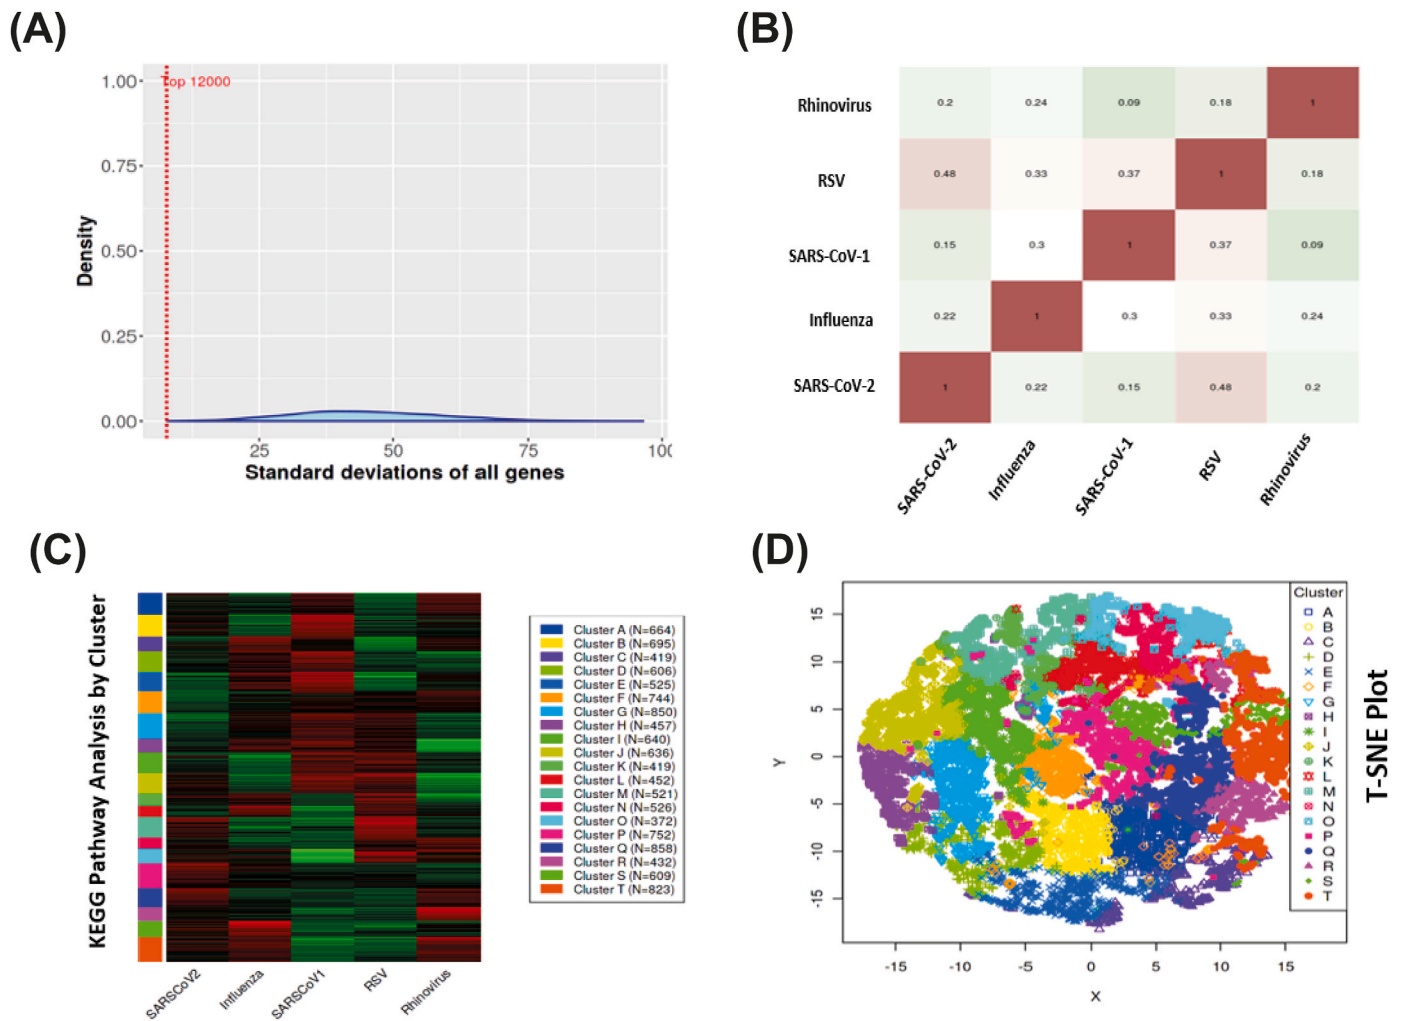 (A)
Top 12000
1.00
0.75
0.50
0.25
0.00
Density
25
50
75
100
Standard deviations of all genes
(B)
Rhinovirus
0.2
0.24
0.09
0.18
1
RSV
0.48
0.33
0.37
1
0.18
SARS-CoV-1
0.15
0.3
1
0.37
0.09
Influenza
0.22
1
0.3
0.33
0.24
SARS-CoV-2
1
0.22
0.15
0.48
0.2
SARS-CoV-2
Influenza
SARS-CoV-1
RSV
Rhinovirus
(C)
KEGG Pathway Analysis by Cluster
SARSCoV2
Influenza
SARSCoV1
RSV
Rhinovirus
Cluster A (N=664)
Cluster B (N=695)
Cluster C (N=419)
Cluster D (N=606)
Cluster E (N=525)
Cluster F (N=744)
Cluster G (N=850)
Cluster H (N=457)
Cluster I (N=640)
Cluster J (N=636)
Cluster K (N=419)
Cluster L (N=452)
Cluster M (N=521)
Cluster N (N=526)
Cluster O (N=372)
Cluster P (N=752)
Cluster Q (N=858)
Cluster R (N=432)
Cluster S (N=609)
Cluster T (N=823)
(D)
15
10
5
0
-5
-10
-15
Y
-15
-10
-5
0
5
10
15
X
Cluster
A
B
C
D
E
F
G
H
I
J
K
L
M
N
O
P
Q
R
S
T
T-SNE Plot